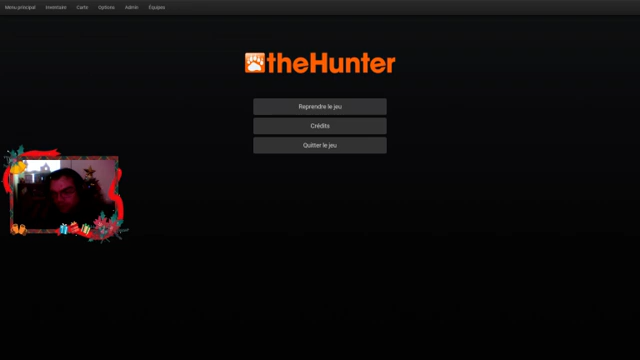 Menu principal Inventaire Carte Options Admin Équipes
theHunter
Reprendre le jeu
Crédits
Quitter le jeu